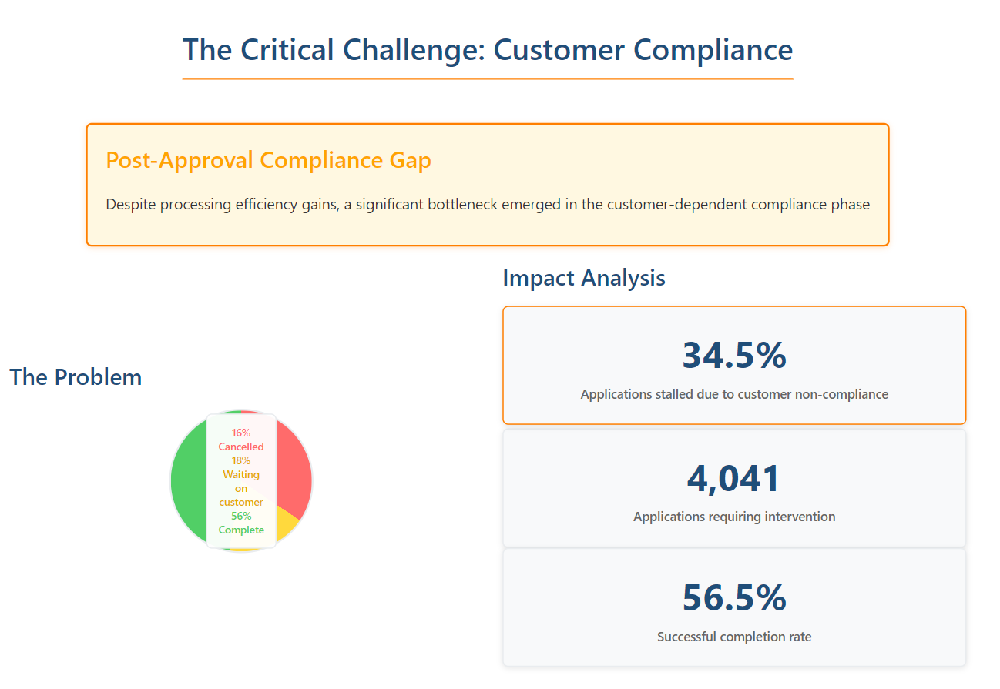 The Critical Challenge: Customer Compliance
Post-Approval Compliance Gap
Despite processing efficiency gains, a significant bottleneck emerged in the customer-dependent compliance phase
The Problem
16%
Cancelled
18%
Waiting
on
customer
56%
Complete
Impact Analysis
34.5%
Applications stalled due to customer non-compliance
4,041
Applications requiring intervention
56.5%
Successful completion rate